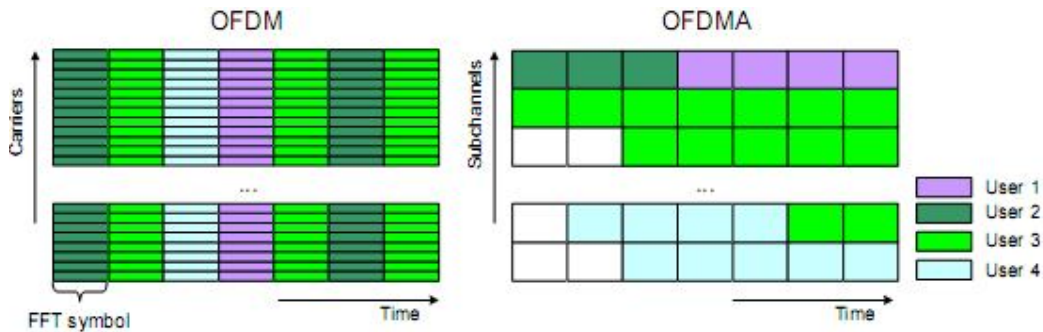 OFDM
OFDMA
Carriers
Subchannels
...
...
User 1
User 2
User 3
User 4
FFT symbol
Time
Time